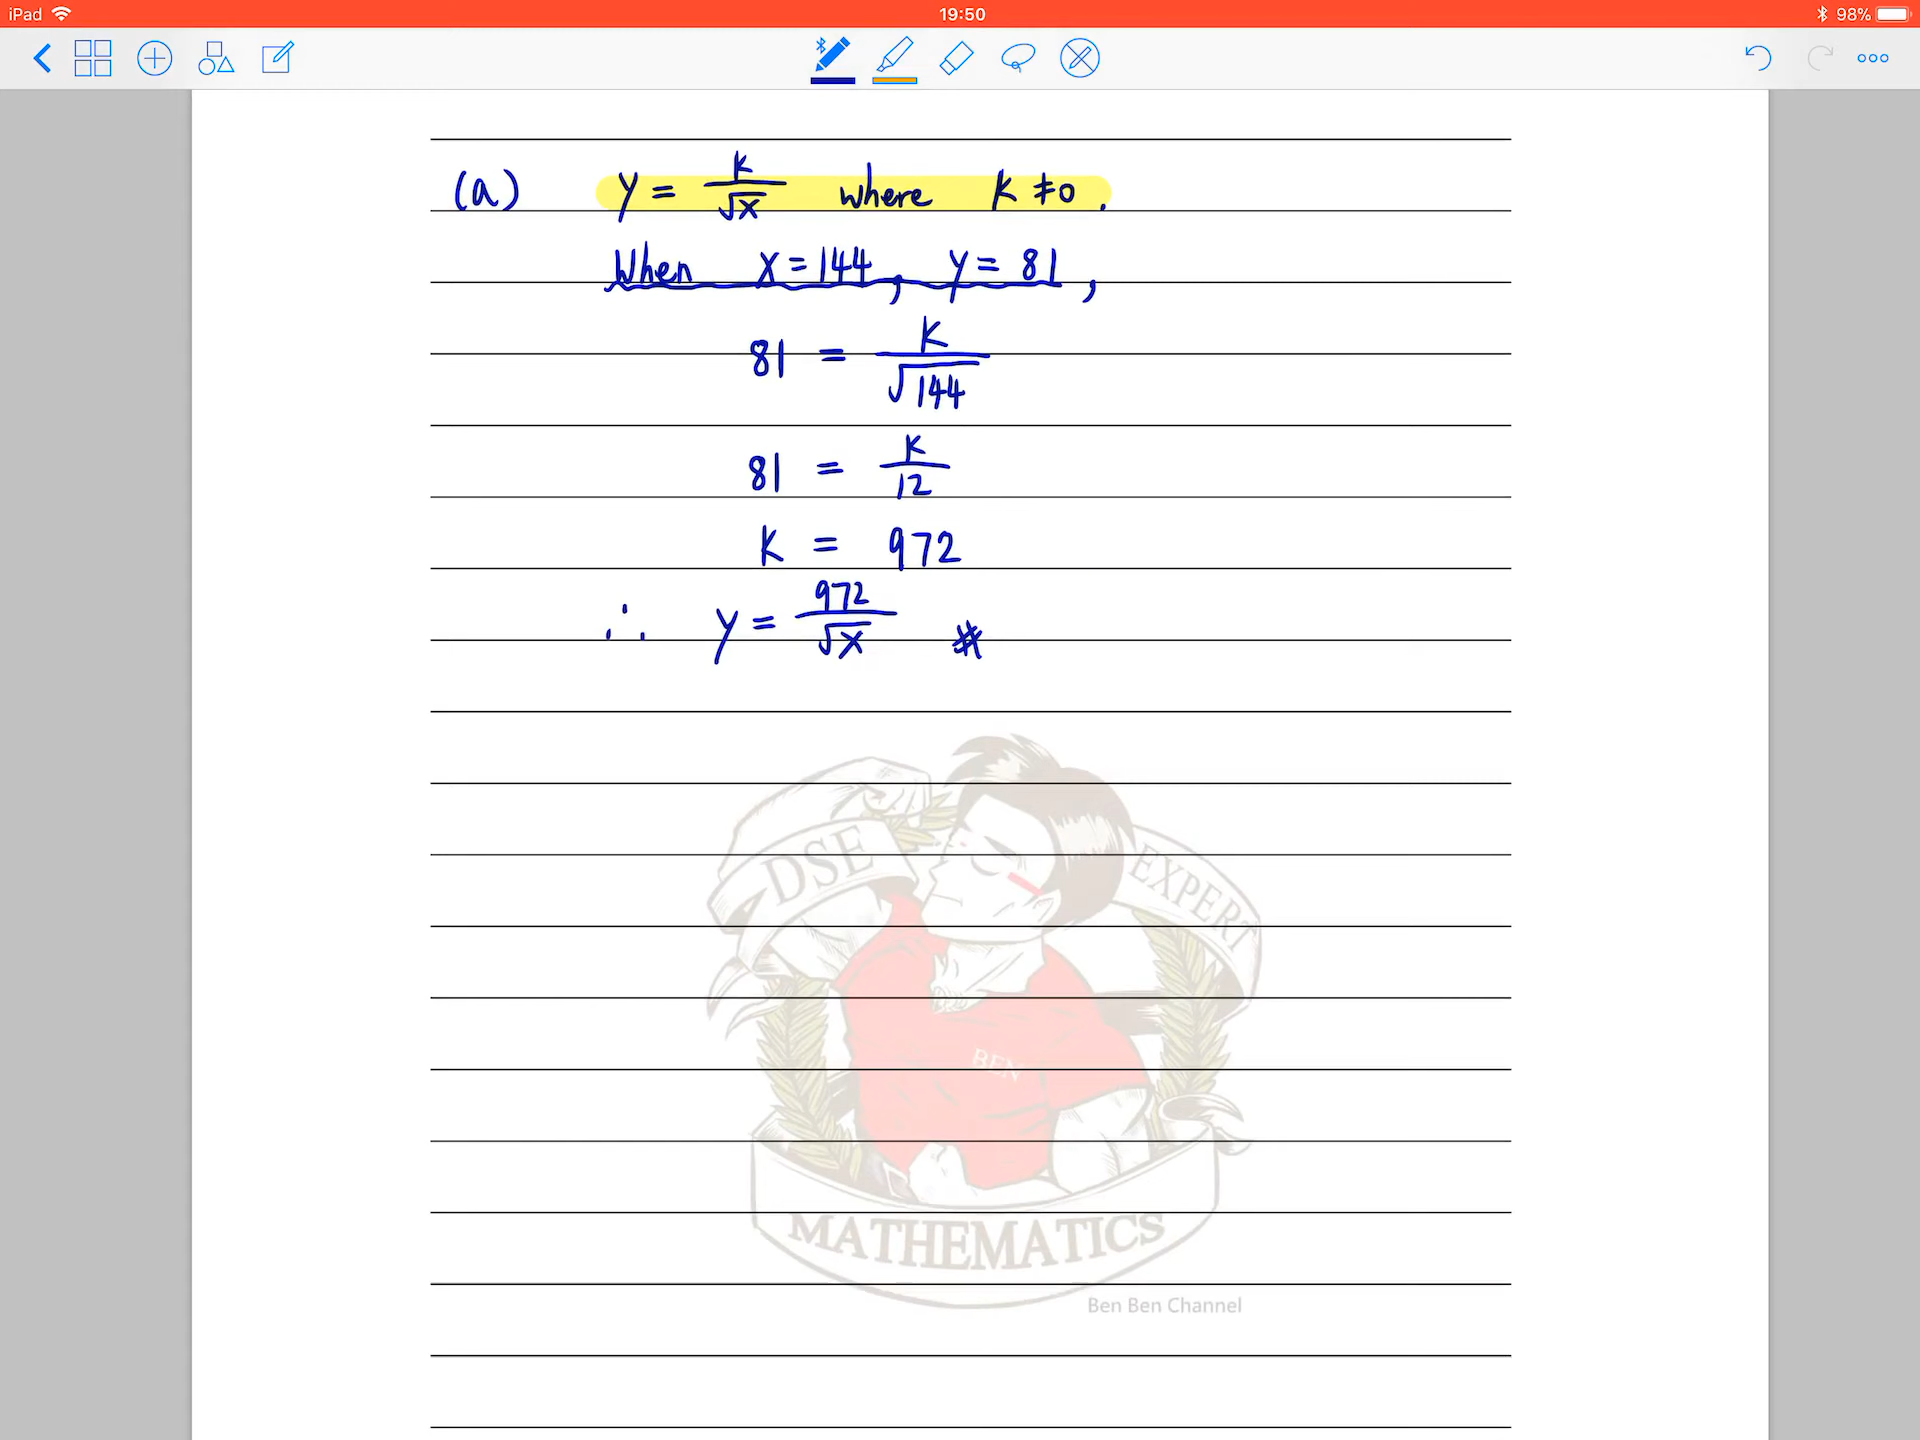 iPad 19:50 98%
(a) y = k/√x where k ≠ 0.
When x = 144, y = 81,
81 = k/√144
81 = k/12
k = 972
∴ y = 972/√x #
DSE EXPERT
BEN
MATHEMATICS
Ben Ben Channel